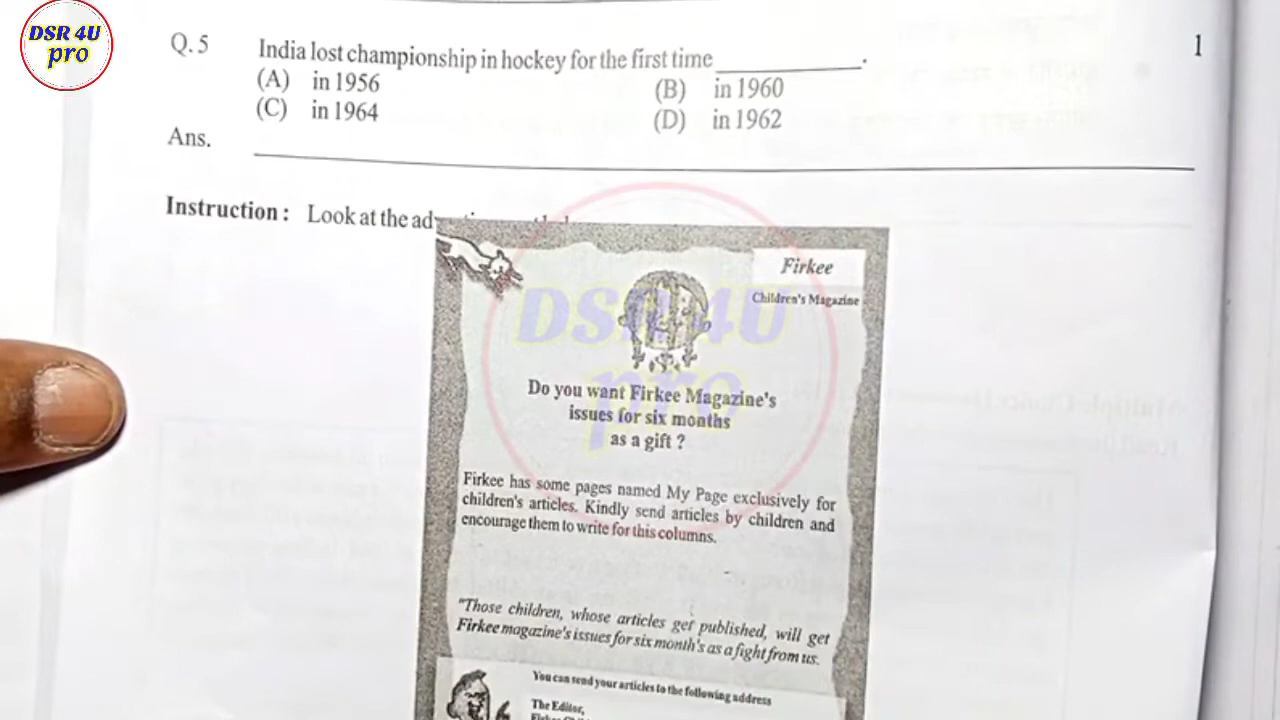 DSR 4U
pro
Q. 5 India lost championship in hockey for the first time ____________. 1
(A) in 1956 (B) in 1960
(C) in 1964 (D) in 1962
Ans.
Instruction : Look at the ad
Firkee
Children's Magazine
DSR 4U
pro
Do you want Firkee Magazine's
issues for six months
as a gift ?
Firkee has some pages named My Page exclusively for
children's articles. Kindly send articles by children and
encourage them to write for this columns.
"Those children, whose articles get published, will get
Firkee magazine's issues for six month's as a fight from us.
You can send your articles to the following address
The Editor,